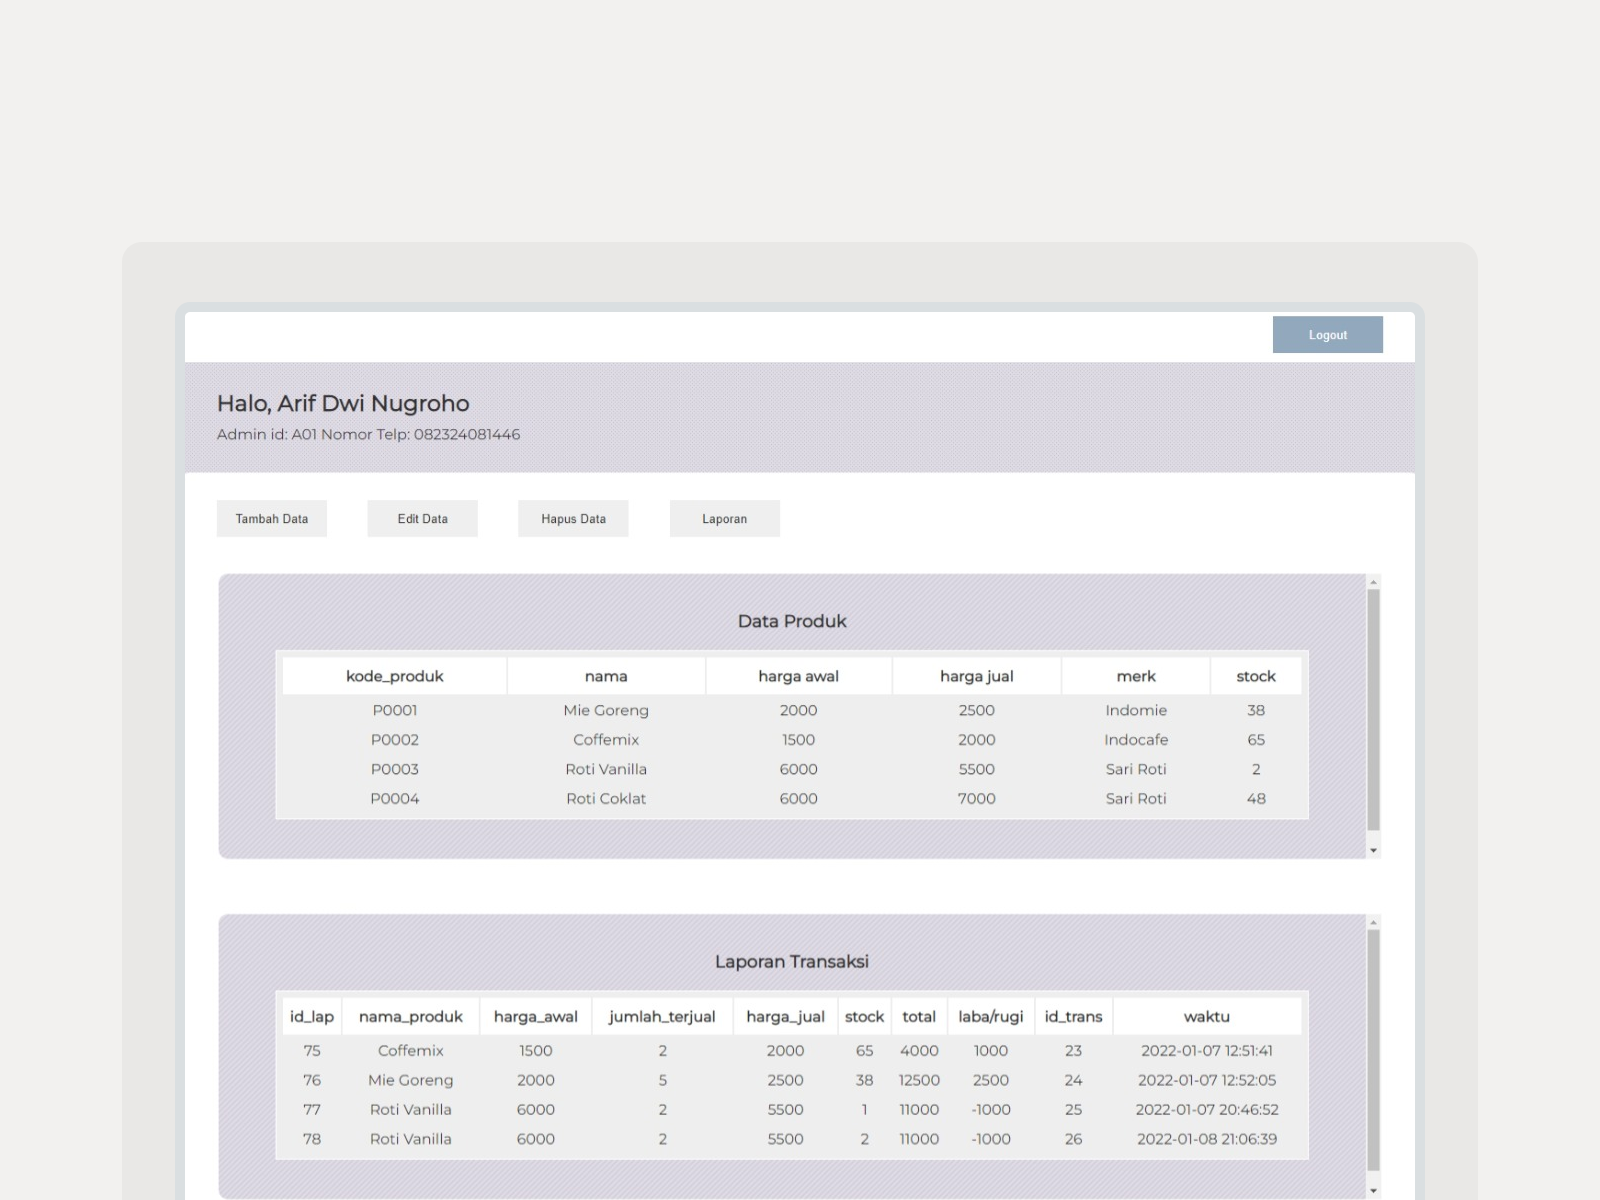 Logout
Halo, Arif Dwi Nugroho
Admin id: A01 Nomor Telp: 082324081446
Tambah Data Edit Data Hapus Data Laporan
Data Produk
kode_produk nama harga awal harga jual merk stock
P0001 Mie Goreng 2000 2500 Indomie 38
P0002 Coffemix 1500 2000 Indocafe 65
P0003 Roti Vanilla 6000 5500 Sari Roti 2
P0004 Roti Coklat 6000 7000 Sari Roti 48
Laporan Transaksi
id_lap nama_produk harga_awal jumlah_terjual harga_jual stock total laba/rugi id_trans waktu
75 Coffemix 1500 2 2000 65 4000 1000 23 2022-01-07 12:51:41
76 Mie Goreng 2000 5 2500 38 12500 2500 24 2022-01-07 12:52:05
77 Roti Vanilla 6000 2 5500 1 11000 -1000 25 2022-01-07 20:46:52
78 Roti Vanilla 6000 2 5500 2 11000 -1000 26 2022-01-08 21:06:39